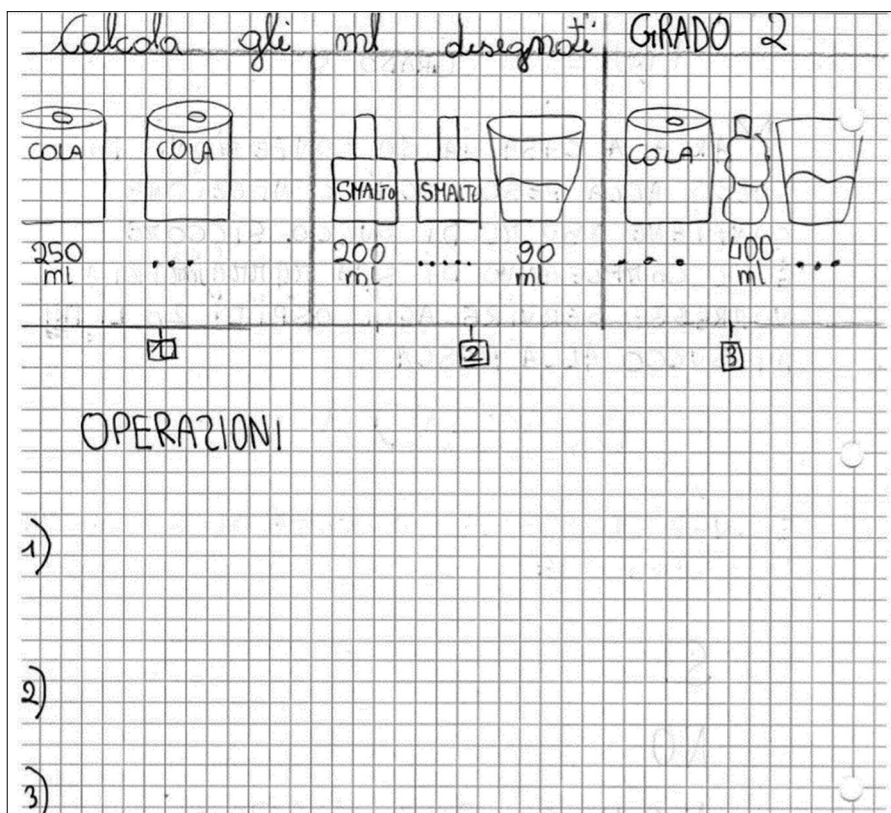 Calcola gli ml disegnati GRADO 2
COLA COLA SMALTO SMALTO COLA
250 ml ... 200 ml ..... 90 ml ... 400 ml ...
1 2 3
OPERAZIONI
1)
2)
3)